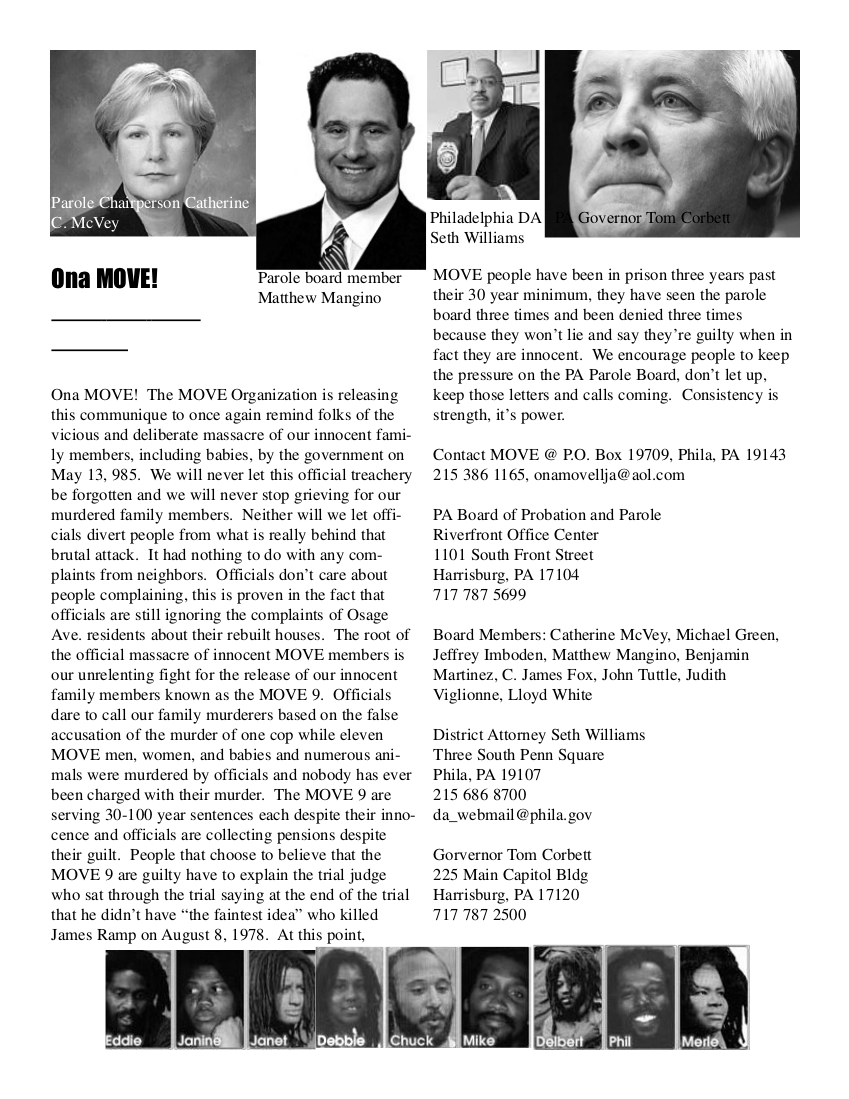 Parole Chairperson Catherine
C. McVey
Parole board member
Matthew Mangino
Philadelphia DA
Seth Williams
PA Governor Tom Corbett
Ona MOVE!
Ona MOVE!  The MOVE Organization is releasing
this communique to once again remind folks of the
vicious and deliberate massacre of our innocent fami-
ly members, including babies, by the government on
May 13, 985.  We will never let this official treachery
be forgotten and we will never stop grieving for our
murdered family members.  Neither will we let offi-
cials divert people from what is really behind that
brutal attack.  It had nothing to do with any com-
plaints from neighbors.  Officials don’t care about
people complaining, this is proven in the fact that
officials are still ignoring the complaints of Osage
Ave. residents about their rebuilt houses.  The root of
the official massacre of innocent MOVE members is
our unrelenting fight for the release of our innocent
family members known as the MOVE 9.  Officials
dare to call our family murderers based on the false
accusation of the murder of one cop while eleven
MOVE men, women, and babies and numerous ani-
mals were murdered by officials and nobody has ever
been charged with their murder.  The MOVE 9 are
serving 30-100 year sentences each despite their inno-
cence and officials are collecting pensions despite
their guilt.  People that choose to believe that the
MOVE 9 are guilty have to explain the trial judge
who sat through the trial saying at the end of the trial
that he didn’t have “the faintest idea” who killed
James Ramp on August 8, 1978.  At this point,
MOVE people have been in prison three years past
their 30 year minimum, they have seen the parole
board three times and been denied three times
because they won’t lie and say they’re guilty when in
fact they are innocent.  We encourage people to keep
the pressure on the PA Parole Board, don’t let up,
keep those letters and calls coming.  Consistency is
strength, it’s power.
Contact MOVE @ P.O. Box 19709, Phila, PA 19143
215 386 1165, onamovellja@aol.com
PA Board of Probation and Parole
Riverfront Office Center
1101 South Front Street
Harrisburg, PA 17104
717 787 5699
Board Members: Catherine McVey, Michael Green,
Jeffrey Imboden, Matthew Mangino, Benjamin
Martinez, C. James Fox, John Tuttle, Judith
Viglionne, Lloyd White
District Attorney Seth Williams
Three South Penn Square
Phila, PA 19107
215 686 8700
da_webmail@phila.gov
Gorvernor Tom Corbett
225 Main Capitol Bldg
Harrisburg, PA 17120
717 787 2500
Eddie
Janine
Janet
Debbie
Chuck
Mike
Delbert
Phil
Merle